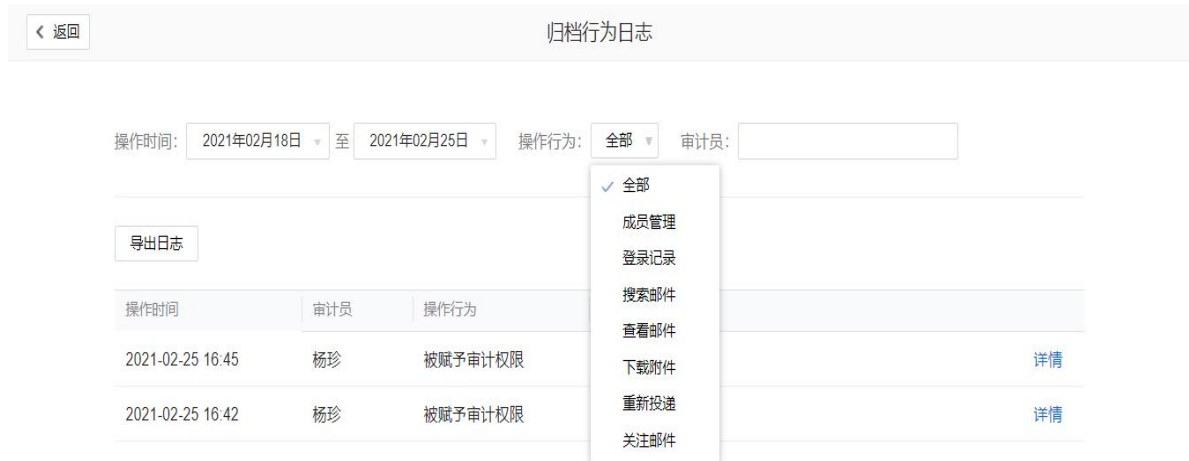 返回
归档行为日志
操作时间： 2021年02月18日 至 2021年02月25日 操作行为： 全部 审计员：
全部
成员管理
登录记录
搜索邮件
查看邮件
下载附件
重新投递
关注邮件
导出日志
操作时间 审计员 操作行为
2021-02-25 16:45 杨珍 被赋予审计权限 详情
2021-02-25 16:42 杨珍 被赋予审计权限 详情